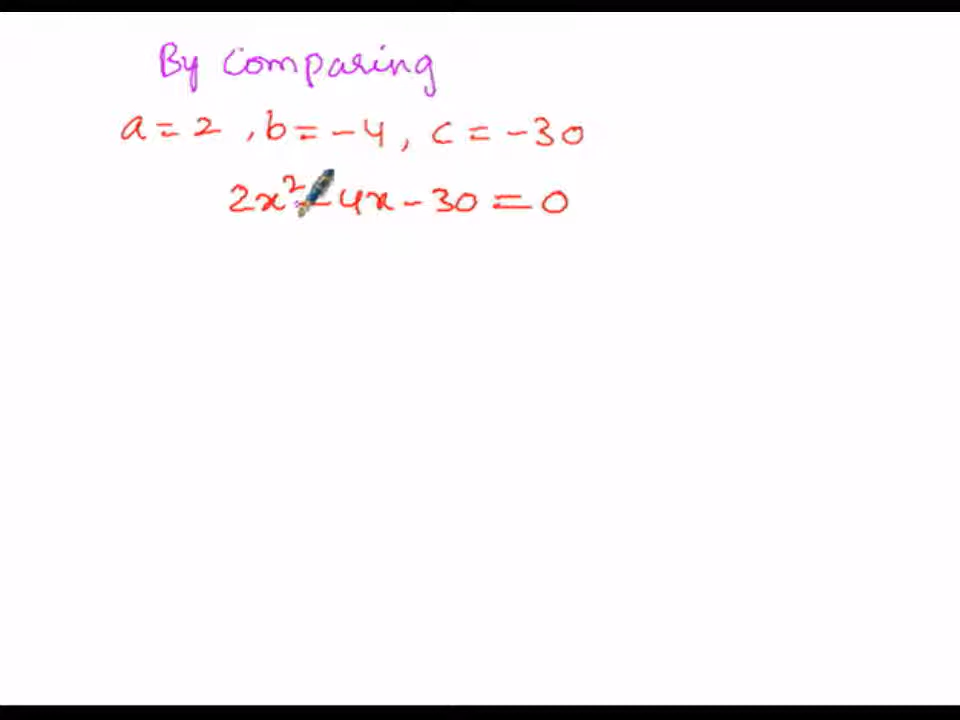 By comparing
a = 2 , b = -4 , c = -30
2x² - 4x - 30 = 0